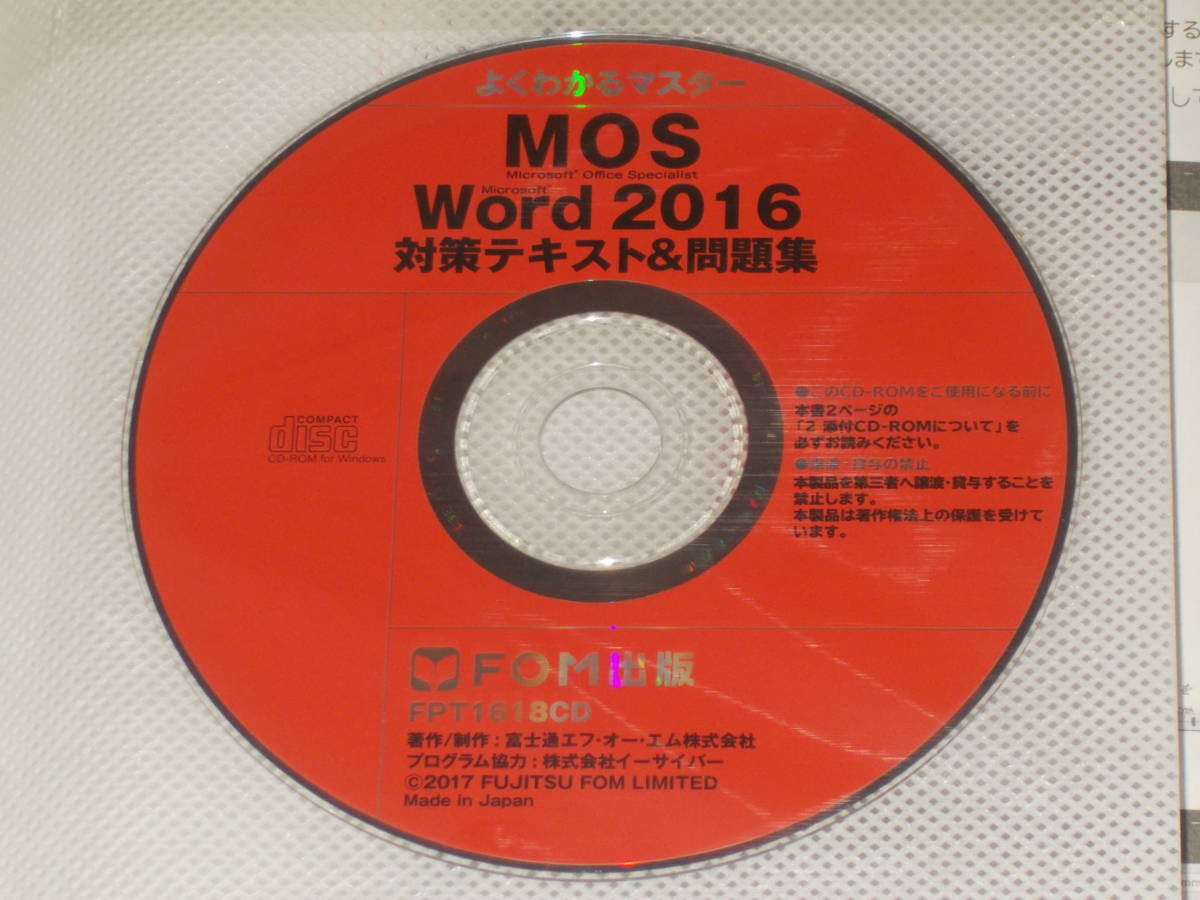 よくわかるマスター
MOS
Microsoft® Office Specialist
Microsoft®
Word 2016
対策テキスト&問題集
COMPACT
disc
CD-ROM for Windows
●このCD-ROMをご使用になる前に
本書2ページの
「2 添付CD-ROMについて」を
必ずお読みください。
●譲渡・貸与の禁止
本製品を第三者へ譲渡・貸与することを
禁止します。
本製品は著作権法上の保護を受けて
います。
FOM出版
FPT1618CD
著作/制作：富士通エフ・オー・エム株式会社
プログラム協力：株式会社イーサイバー
©2017 FUJITSU FOM LIMITED
Made in Japan
する
します
して